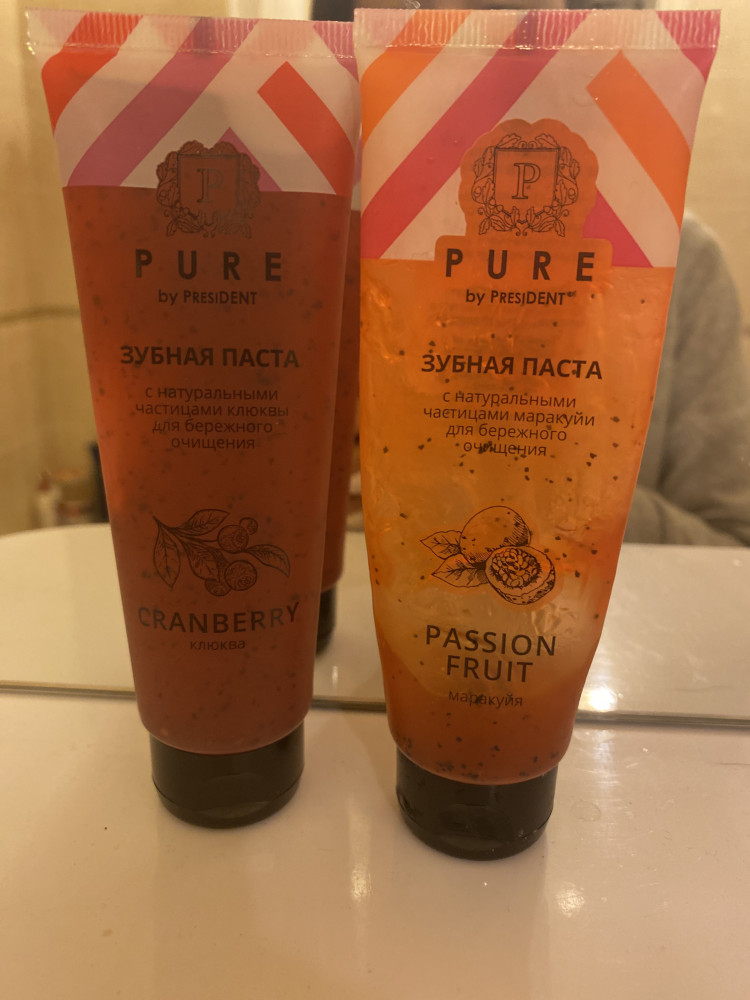 P
PURE
by PRESIDENT
ЗУБНАЯ ПАСТА
с натуральными
частицами клюквы
для бережного
очищения
CRANBERRY
клюква
P
PURE
by PRESIDENT
ЗУБНАЯ ПАСТА
с натуральными
частицами маракуйи
для бережного
очищения
PASSION
FRUIT
маракуйя